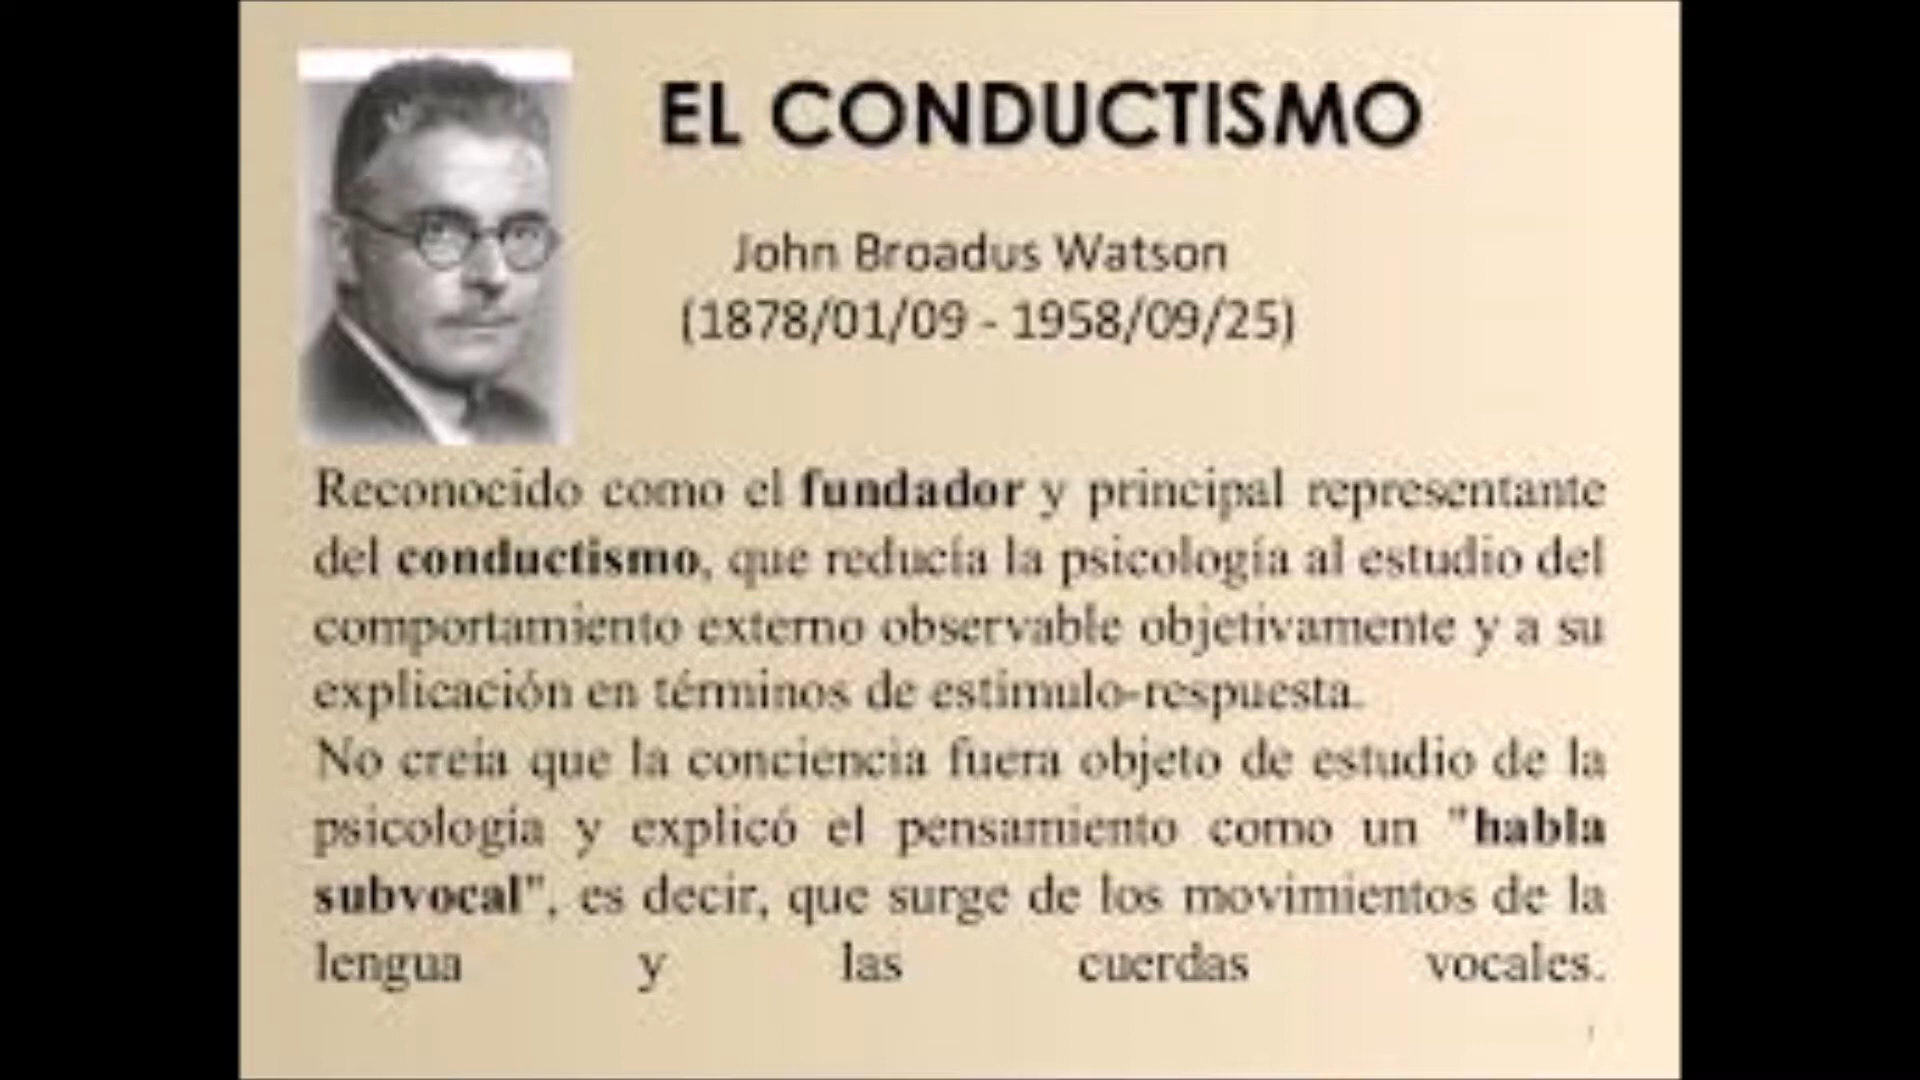 EL CONDUCTISMO
John Broadus Watson
(1878/01/09 - 1958/09/25)
Reconocido como el fundador y principal representante
del conductismo, que reducía la psicología al estudio del
comportamiento externo observable objetivamente y a su
explicación en términos de estímulo-respuesta.
No creía que la conciencia fuera objeto de estudio de la
psicología y explicó el pensamiento como un "habla
subvocal", es decir, que surge de los movimientos de la
lengua y las cuerdas vocales.